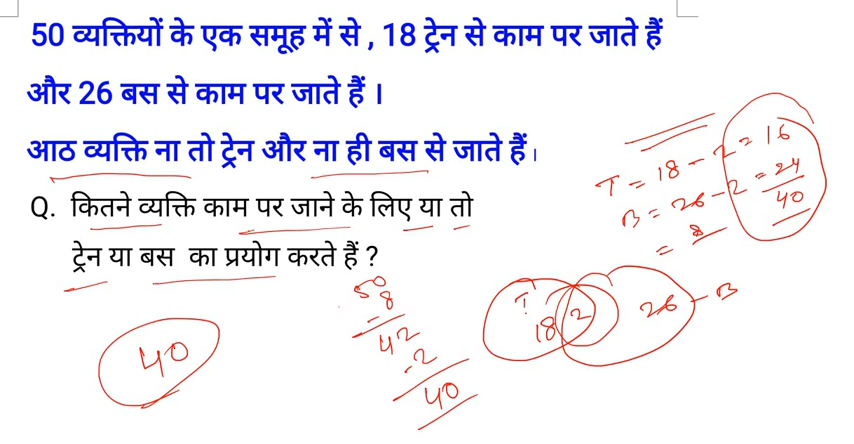 50 व्यक्तियों के एक समूह में से , 18 ट्रेन से काम पर जाते हैं
और 26 बस से काम पर जाते हैं ।
आठ व्यक्ति ना तो ट्रेन और ना ही बस से जाते हैं।
Q. कितने व्यक्ति काम पर जाने के लिए या तो
ट्रेन या बस का प्रयोग करते हैं ?
T = 18 - 2 = 16
B = 26 - 2 = 24
= 8 40
50
- 8
42
- 2
40
T
18 2 26 - B
40